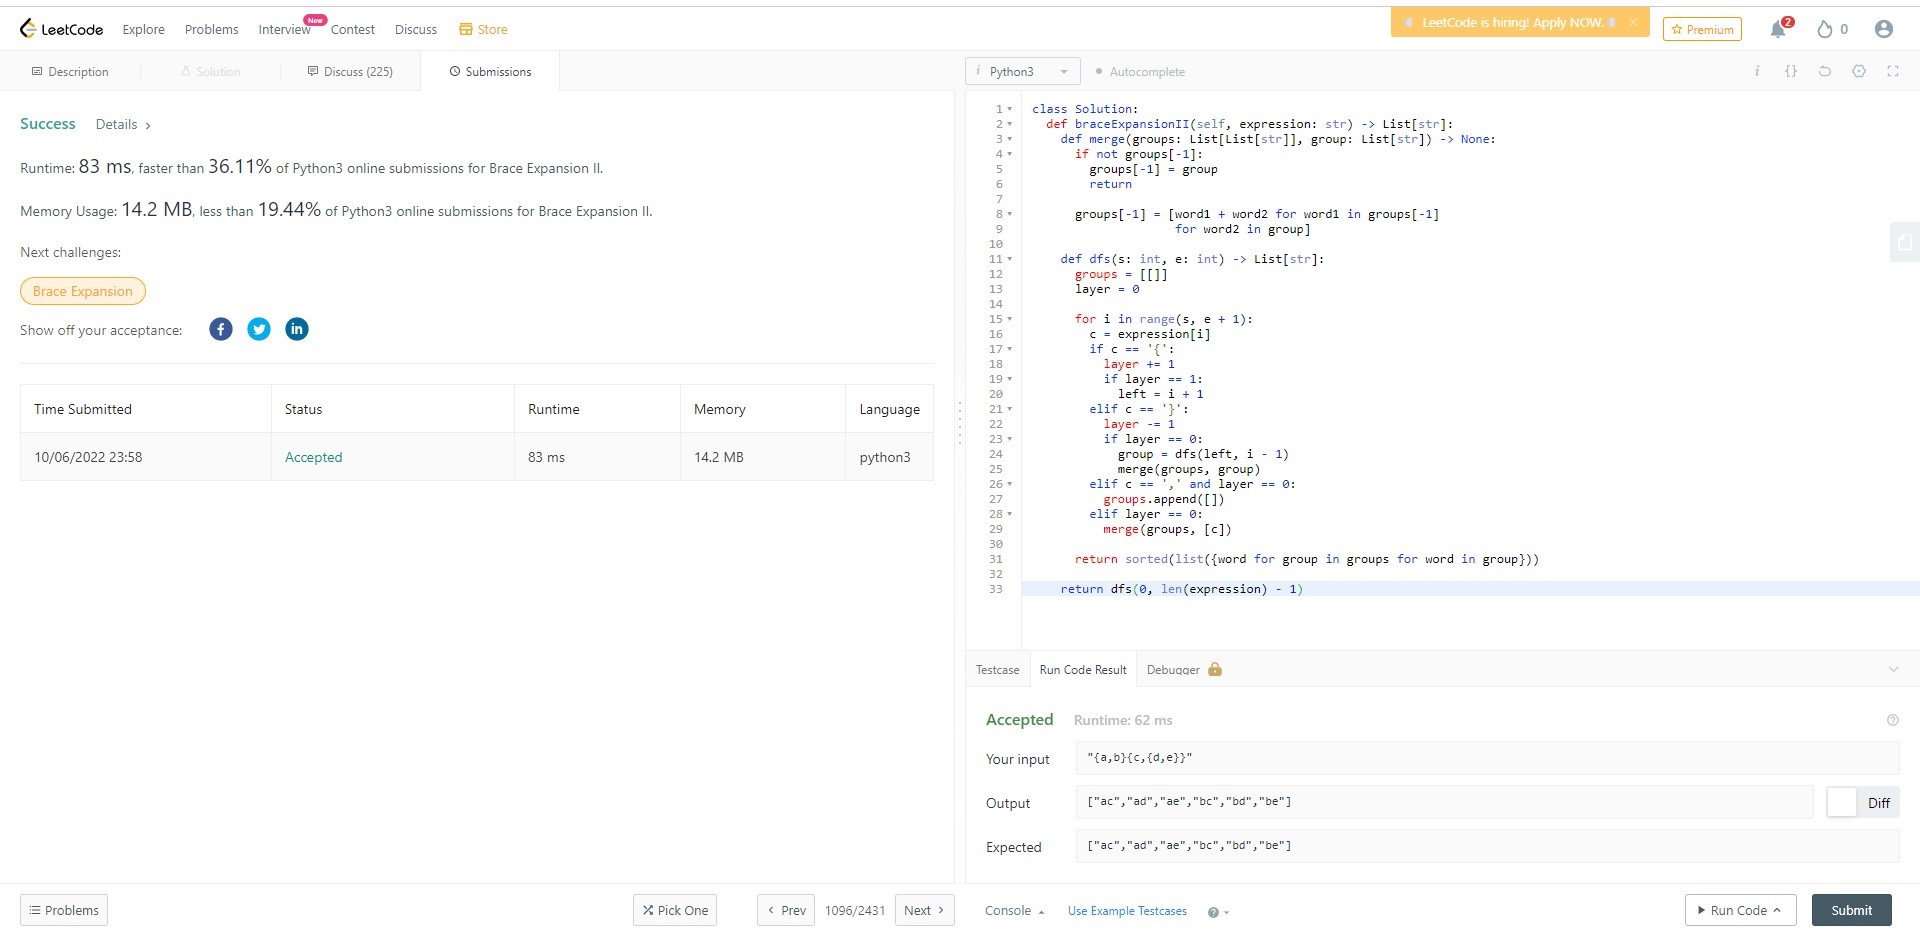 LeetCode Explore Problems Interview New Contest Discuss Store LeetCode is hiring! Apply NOW. × Premium 2 0
Description Solution Discuss (225) Submissions
Success Details >
Runtime: 83 ms, faster than 36.11% of Python3 online submissions for Brace Expansion II.
Memory Usage: 14.2 MB, less than 19.44% of Python3 online submissions for Brace Expansion II.
Next challenges:
Brace Expansion
Show off your acceptance:
Time Submitted Status Runtime Memory Language
10/06/2022 23:58 Accepted 83 ms 14.2 MB python3
Problems Pick One < Prev 1096/2431 Next >
i Python3 Autocomplete i {}
1 class Solution:
2   def braceExpansionII(self, expression: str) -> List[str]:
3     def merge(groups: List[List[str]], group: List[str]) -> None:
4       if not groups[-1]:
5         groups[-1] = group
6         return
7
8       groups[-1] = [word1 + word2 for word1 in groups[-1]
9                     for word2 in group]
10
11     def dfs(s: int, e: int) -> List[str]:
12       groups = [[]]
13       layer = 0
14
15       for i in range(s, e + 1):
16         c = expression[i]
17         if c == '{':
18           layer += 1
19           if layer == 1:
20             left = i + 1
21         elif c == '}':
22           layer -= 1
23           if layer == 0:
24             group = dfs(left, i - 1)
25             merge(groups, group)
26         elif c == ',' and layer == 0:
27           groups.append([])
28         elif layer == 0:
29           merge(groups, [c])
30
31       return sorted(list({word for group in groups for word in group}))
32
33     return dfs(0, len(expression) - 1)
Testcase Run Code Result Debugger
Accepted Runtime: 62 ms
Your input "{a,b}{c,{d,e}}"
Output ["ac","ad","ae","bc","bd","be"] Diff
Expected ["ac","ad","ae","bc","bd","be"]
Console Use Example Testcases Run Code Submit